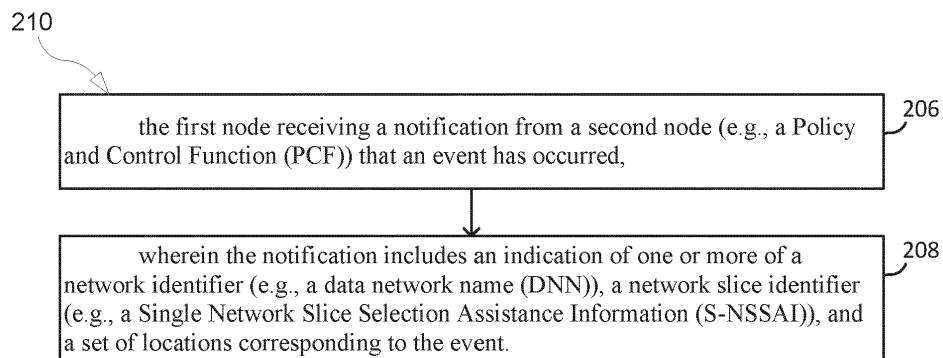 210
206
the first node receiving a notification from a second node (e.g., a Policy
and Control Function (PCF)) that an event has occurred,
208
wherein the notification includes an indication of one or more of a
network identifier (e.g., a data network name (DNN)), a network slice identifier
(e.g., a Single Network Slice Selection Assistance Information (S-NSSAI)), and
a set of locations corresponding to the event.